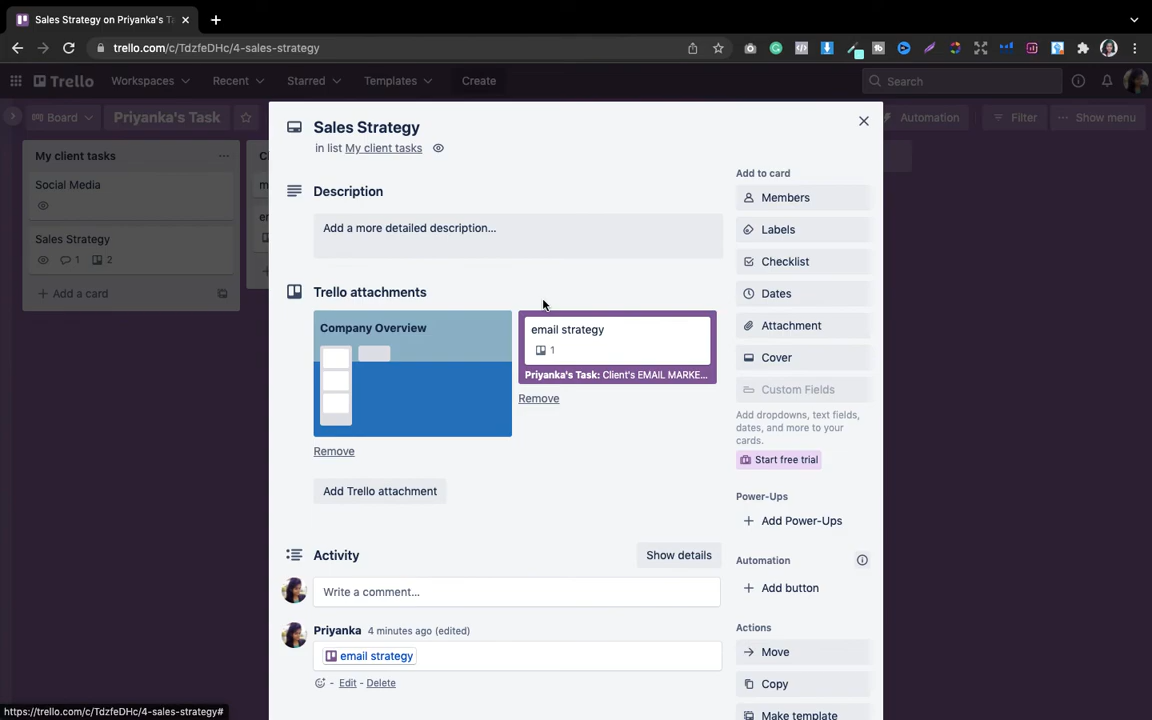 Sales Strategy on Priyanka's Ta
trello.com/c/TdzfeDHc/4-sales-strategy
Trello
Workspaces
Recent
Starred
Templates
Create
Search
Board
Priyanka's Task
Automation
Filter
Show menu
My client tasks
Social Media
Sales Strategy
1
2
Add a card
Sales Strategy
in list My client tasks
Description
Add a more detailed description...
Trello attachments
Company Overview
Remove
email strategy
1
Priyanka's Task: Client's EMAIL MARKE...
Remove
Add Trello attachment
Activity
Show details
Write a comment...
Priyanka 4 minutes ago (edited)
email strategy
- Edit - Delete
Add to card
Members
Labels
Checklist
Dates
Attachment
Cover
Custom Fields
Add dropdowns, text fields,
dates, and more to your
cards.
Start free trial
Power-Ups
Add Power-Ups
Automation
Add button
Actions
Move
Copy
Make template
https://trello.com/c/TdzfeDHc/4-sales-strategy#